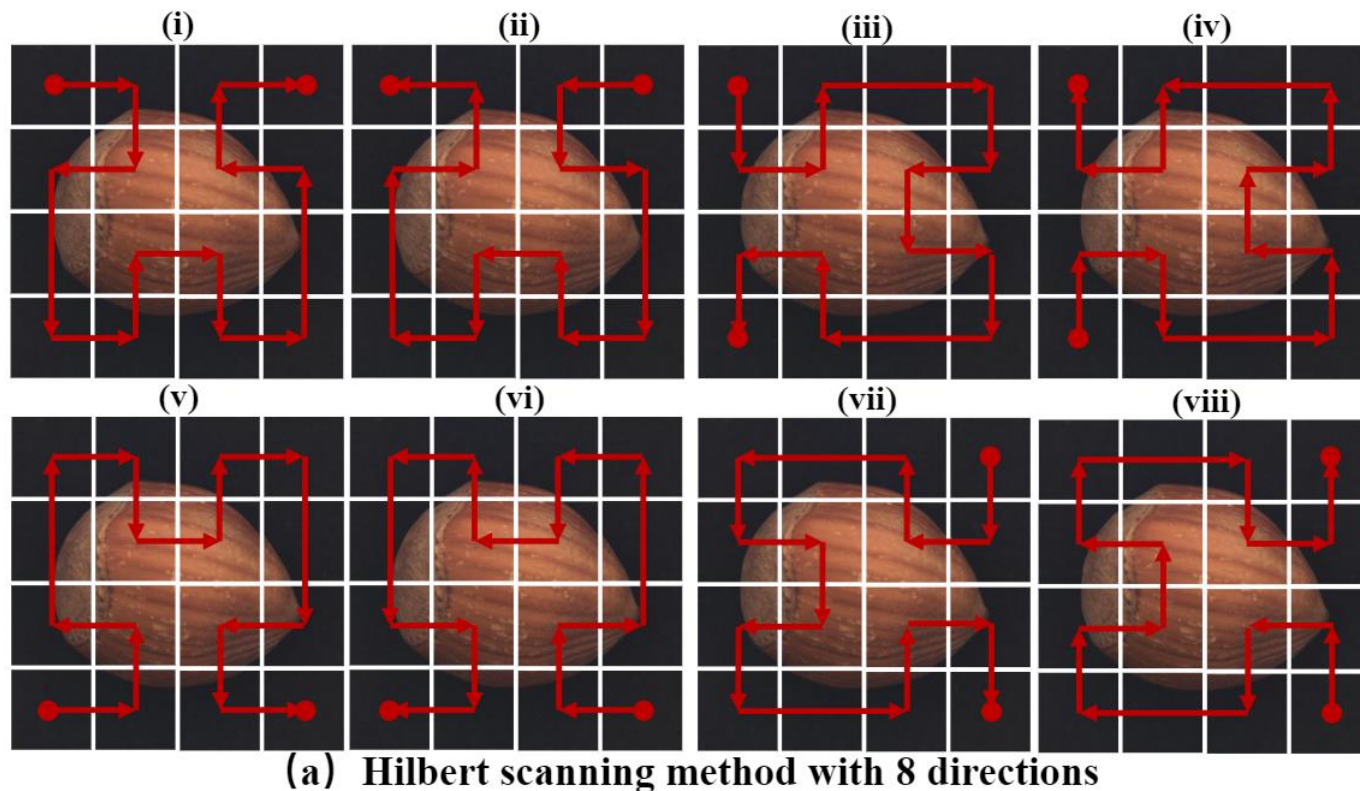 (i) (ii) (iii) (iv)
(v) (vi) (vii) (viii)
(a) Hilbert scanning method with 8 directions